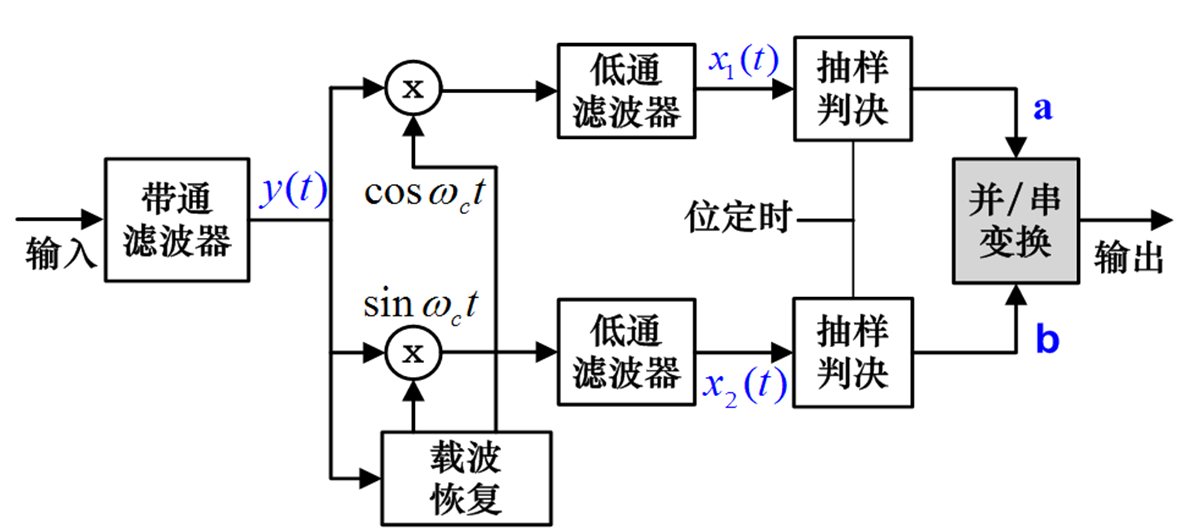 低通
滤波器
x₁(t)
抽样
判决
x
a
带通
滤波器
y(t)
cos ω_c t
输入
位定时
并/串
变换
输出
sin ω_c t
x
低通
滤波器
x₂(t)
抽样
判决
b
载波
恢复